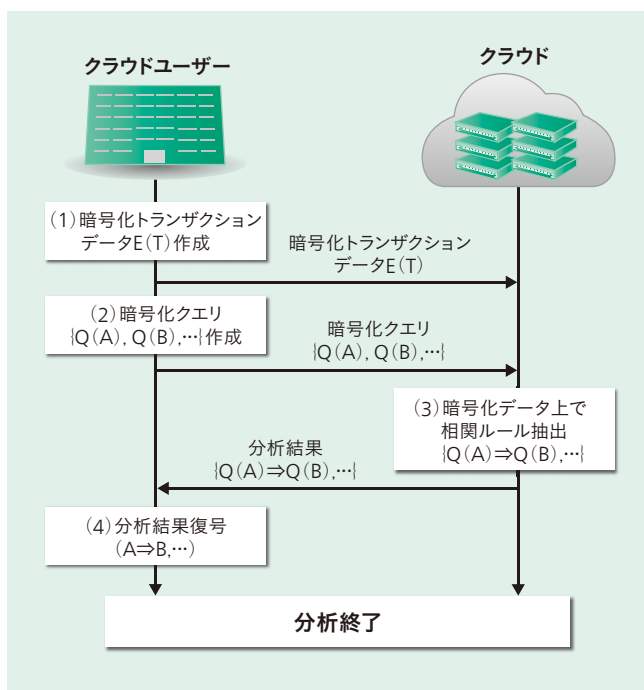 クラウドユーザー
クラウド
(1)暗号化トランザクション
データE(T)作成
暗号化トランザクション
データE(T)
(2)暗号化クエリ
{Q(A),Q(B),…}作成
暗号化クエリ
{Q(A),Q(B),…}
(3)暗号化データ上で
相関ルール抽出
{Q(A)⇒Q(B),…}
分析結果
{Q(A)⇒Q(B),…}
(4)分析結果復号
(A⇒B,…)
分析終了